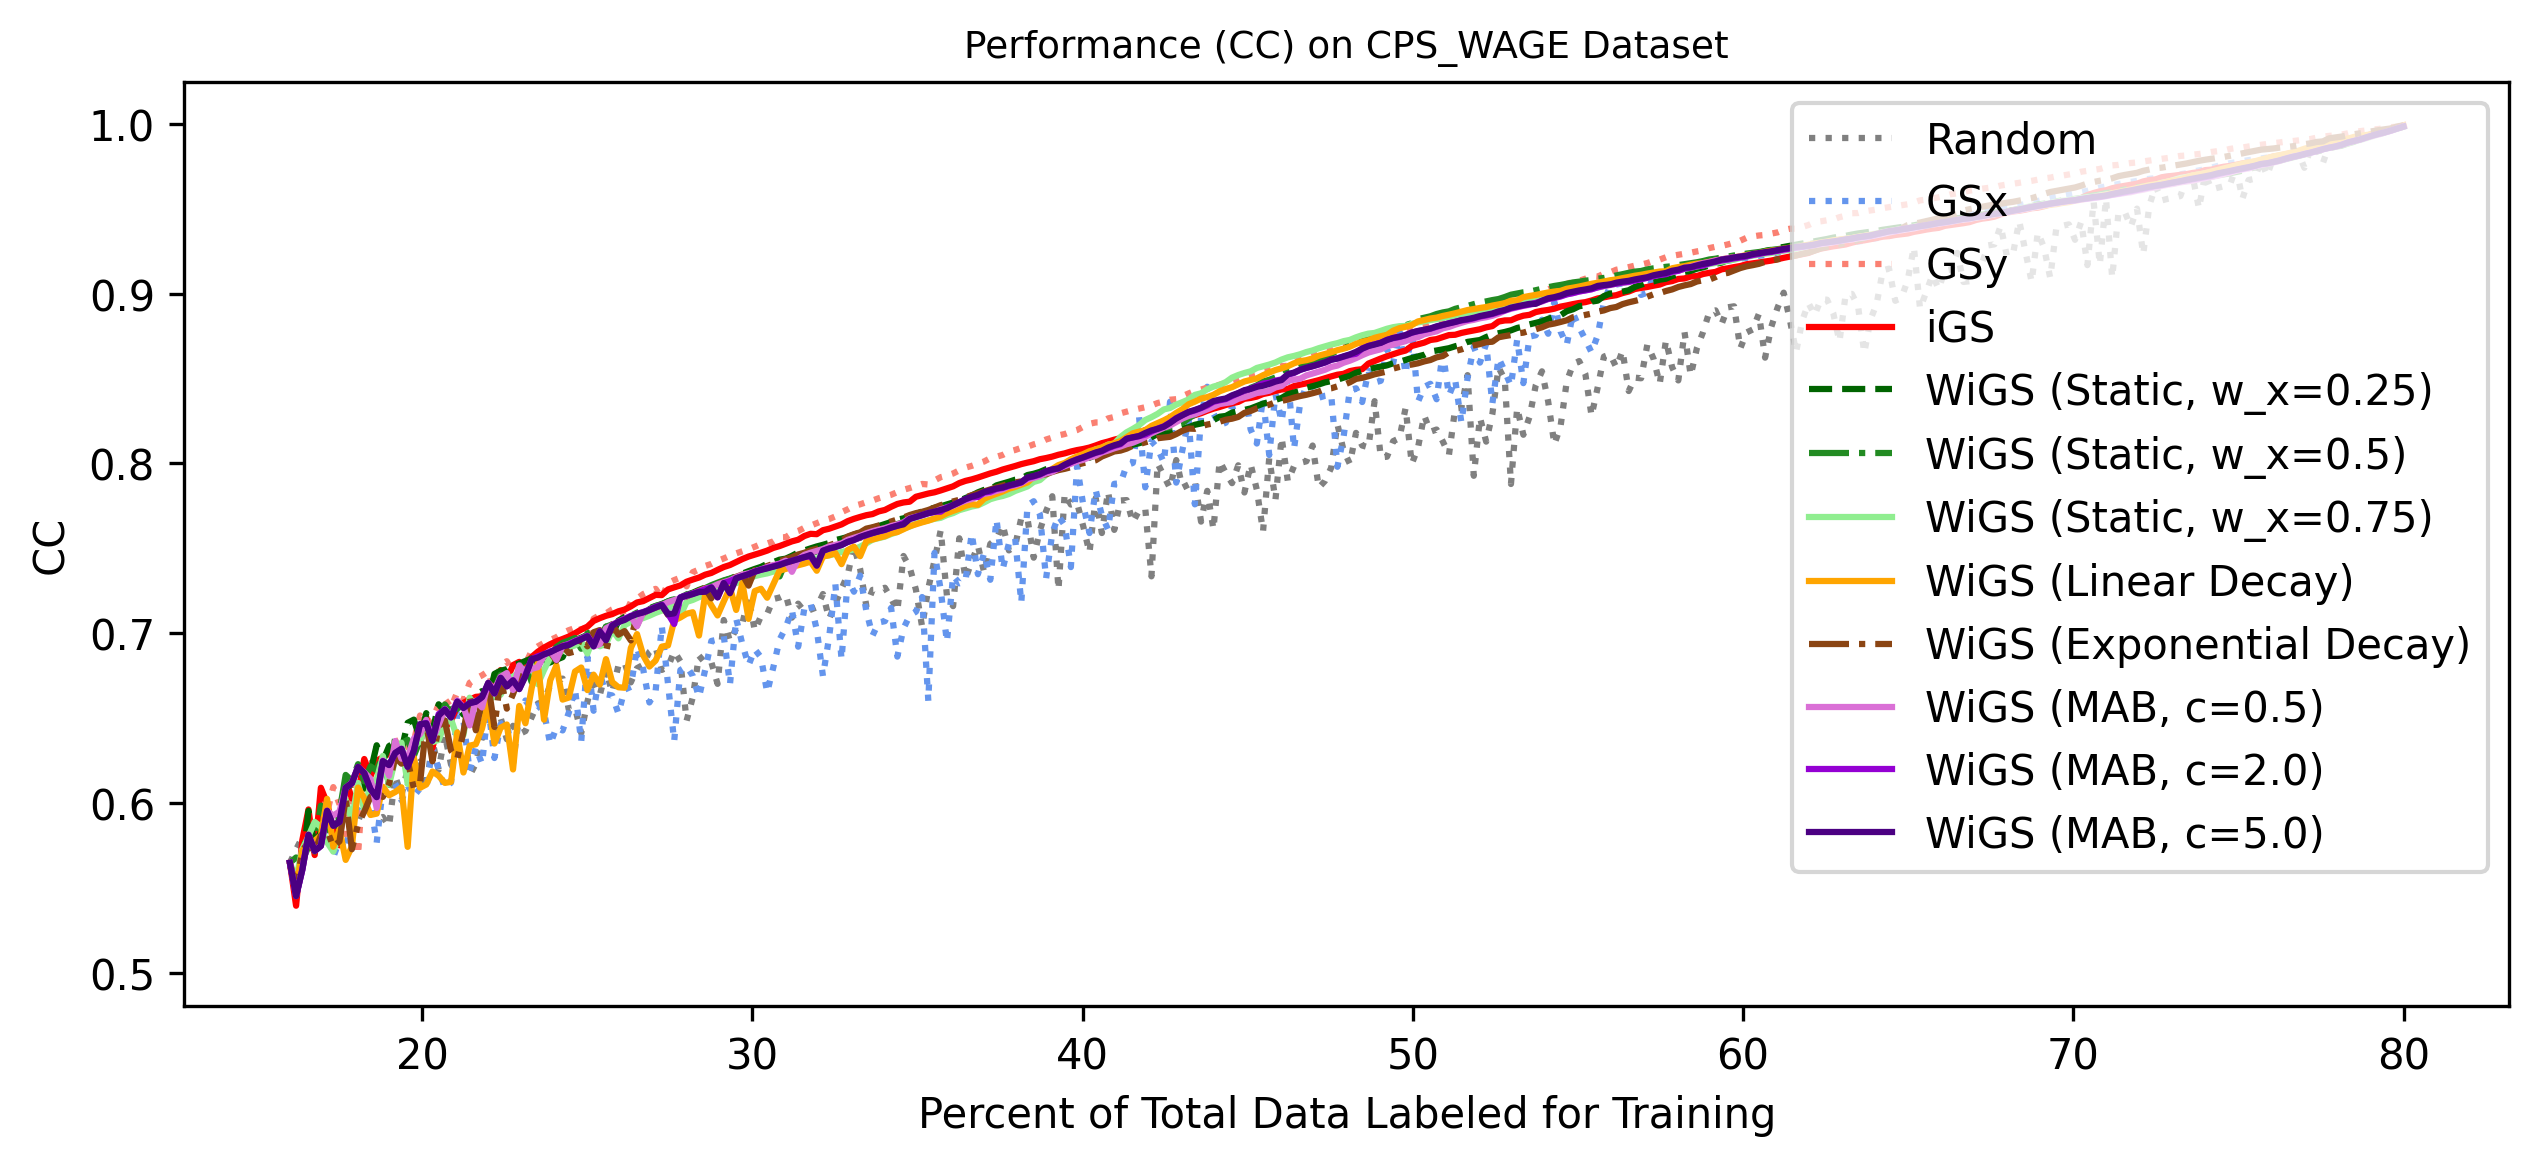 Performance (CC) on CPS_WAGE Dataset
CC
1.0
0.9
0.8
0.7
0.6
0.5
20
30
40
50
60
70
80
Percent of Total Data Labeled for Training
Random
GSx
GSy
iGS
WiGS (Static, w_x=0.25)
WiGS (Static, w_x=0.5)
WiGS (Static, w_x=0.75)
WiGS (Linear Decay)
WiGS (Exponential Decay)
WiGS (MAB, c=0.5)
WiGS (MAB, c=2.0)
WiGS (MAB, c=5.0)